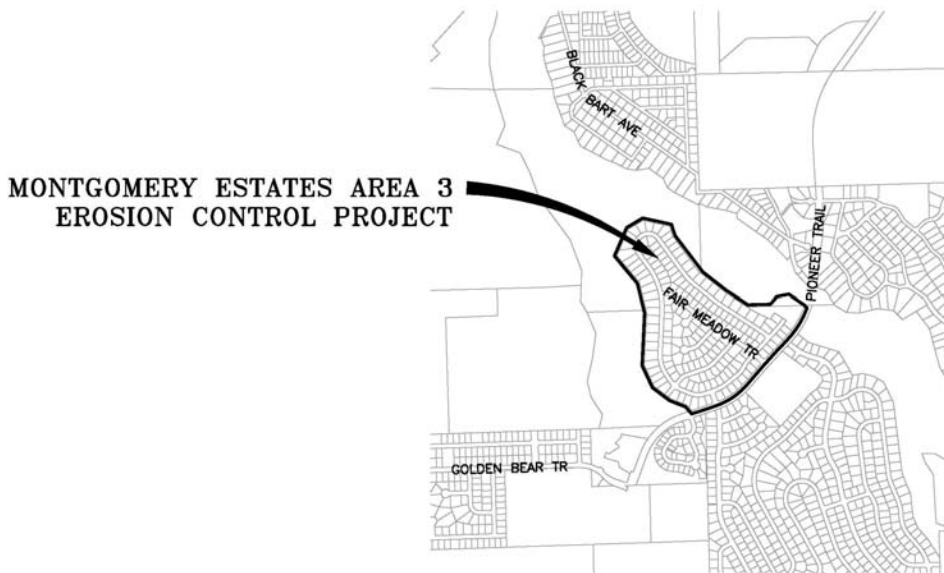 BLACK BART AVE
MONTGOMERY ESTATES AREA 3
EROSION CONTROL PROJECT
PIONEER TRAIL
FAIR MEADOW TR
GOLDEN BEAR TR